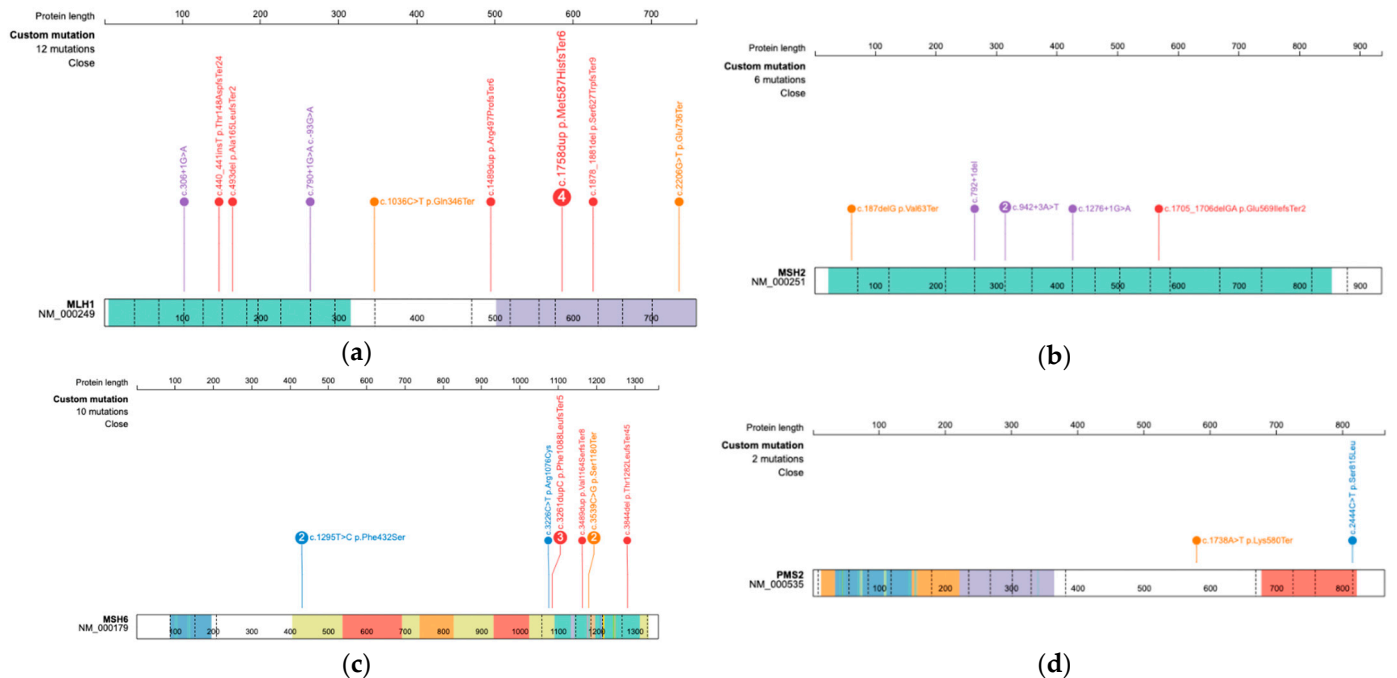 Protein length 100 200 300 400 500 600 700
Custom mutation
12 mutations
Close
c.306+1G>A
c.440_441insT p.Thr148AspfsTer24
c.493del p.Ala165LeufsTer2
c.790+1G>A c.-93G>A
c.1036C>T p.Gln346Ter
c.1489dup p.Arg497ProfsTer6
4 c.1758dup p.Met587HisfsTer6
c.1878_1881del p.Ser627TrpfsTer9
c.2206G>T p.Glu736Ter
MLH1
NM_000249
100 200 300 400 500 600 700
(a)
Protein length 100 200 300 400 500 600 700 800 900
Custom mutation
6 mutations
Close
c.187delG p.Val63Ter
c.792+1del
2 c.942+3A>T
c.1276+1G>A
c.1705_1706delGA p.Glu569IlefsTer2
MSH2
NM_000251
100 200 300 400 500 600 700 800 900
(b)
Protein length 100 200 300 400 500 600 700 800 900 1000 1100 1200 1300
Custom mutation
10 mutations
Close
2 c.1295T>C p.Phe432Ser
c.3226C>T p.Arg1076Cys
3 c.3261dupC p.Phe1088LeufsTer5
c.3489dup p.Val1164SerfsTer8
2 c.3539C>G p.Ser1180Ter
c.3844del p.Thr1282LeufsTer45
MSH6
NM_000179
100 200 300 400 500 600 700 800 900 1000 1100 1200 1300
(c)
Protein length 100 200 300 400 500 600 700 800
Custom mutation
2 mutations
Close
c.1738A>T p.Lys580Ter
c.2444C>T p.Ser815Leu
PMS2
NM_000535
100 200 300 400 500 600 700 800
(d)